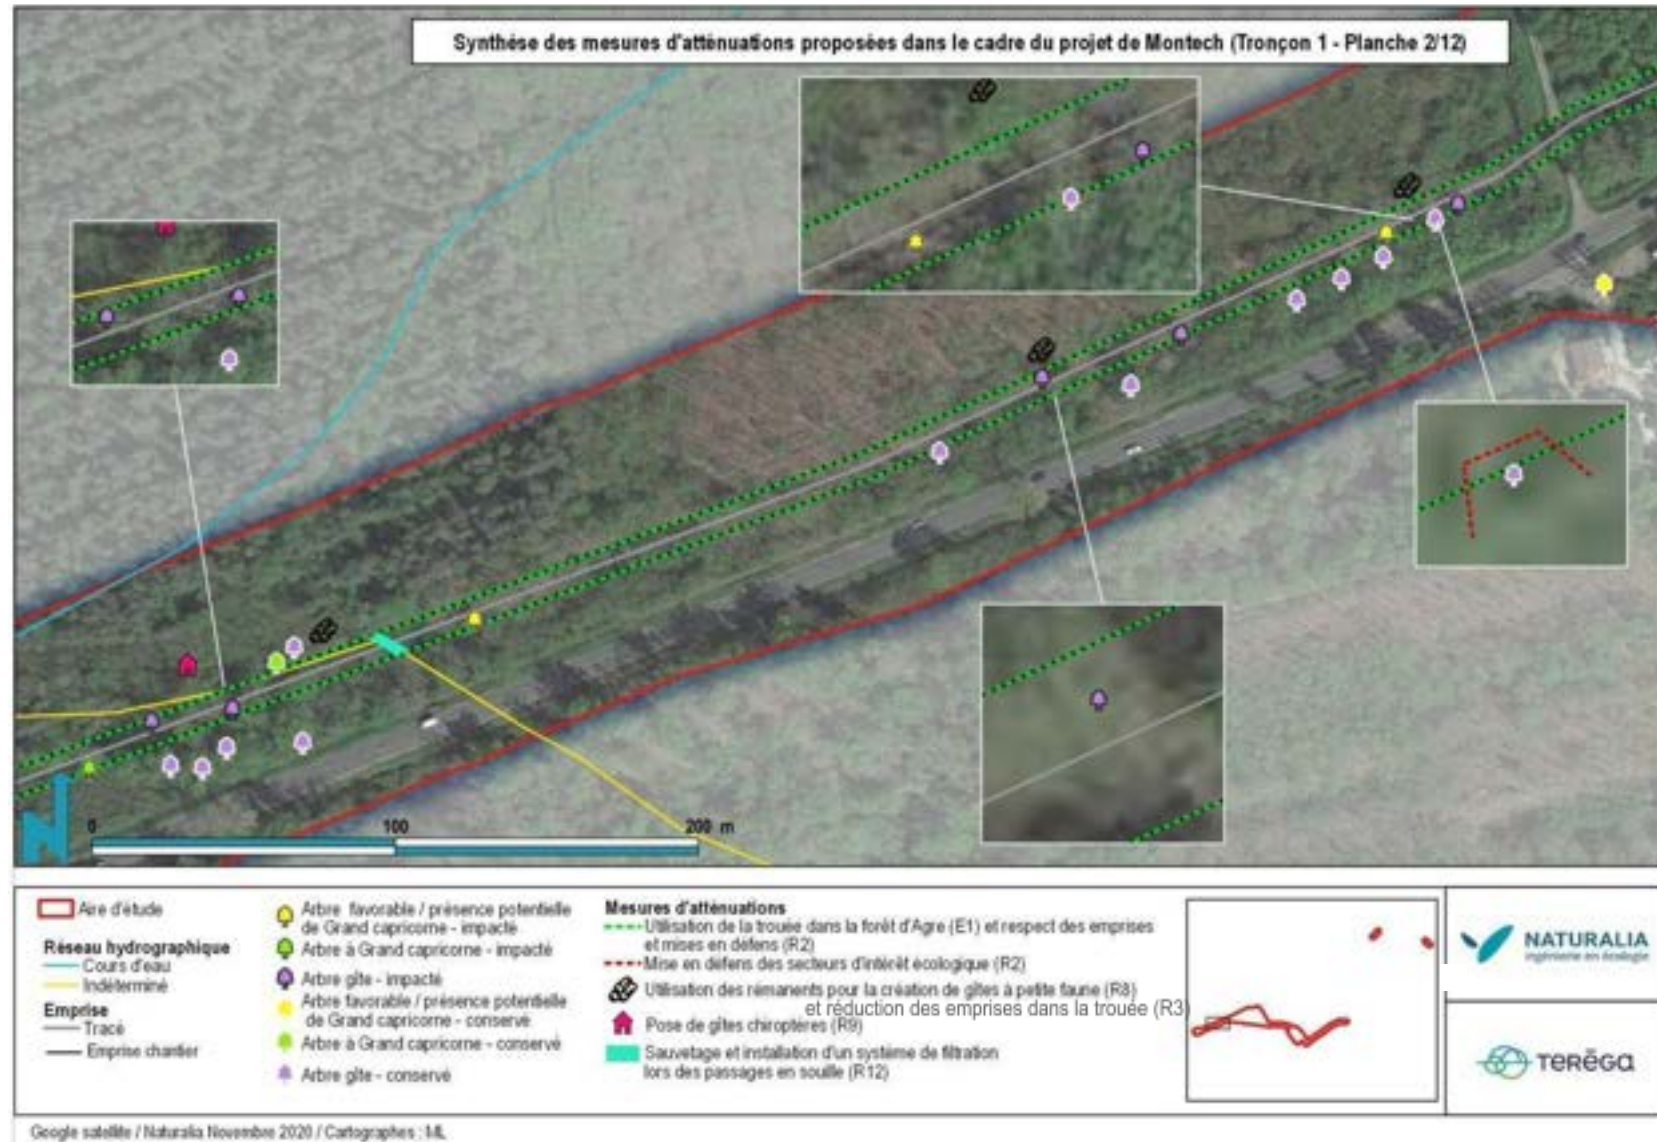 Synthèse des mesures d'atténuations proposées dans le cadre du projet de Montech (Tronçon 1 - Planche 2/12)
0 100 200 m
Aire d'étude
Réseau hydrographique
Cours d'eau
Indéterminé
Emprise
Tracé
Emprise chantier
Arbre favorable / présence potentielle
de Grand capricorne - impacté
Arbre à Grand capricorne - impacté
Arbre gîte - impacté
Arbre favorable / présence potentielle
de Grand capricorne - conservé
Arbre à Grand capricorne - conservé
Arbre gîte - conservé
Mesures d'atténuations
Utilisation de la trouée dans la forêt d'Agre (E1) et respect des emprises
et mises en défens (R2)
Mise en défens des secteurs d'intérêt écologique (R2)
Utilisation des rémanents pour la création de gîtes à petite faune (R8)
et réduction des emprises dans la trouée (R3)
Pose de gîtes chiroptères (R9)
Sauvetage et installation d'un système de filtration
lors des passages en souille (R12)
NATURALIA
ingénierie en écologie
TERĒGA
Google satellite / Naturalia Novembre 2020 / Cartographes : ML